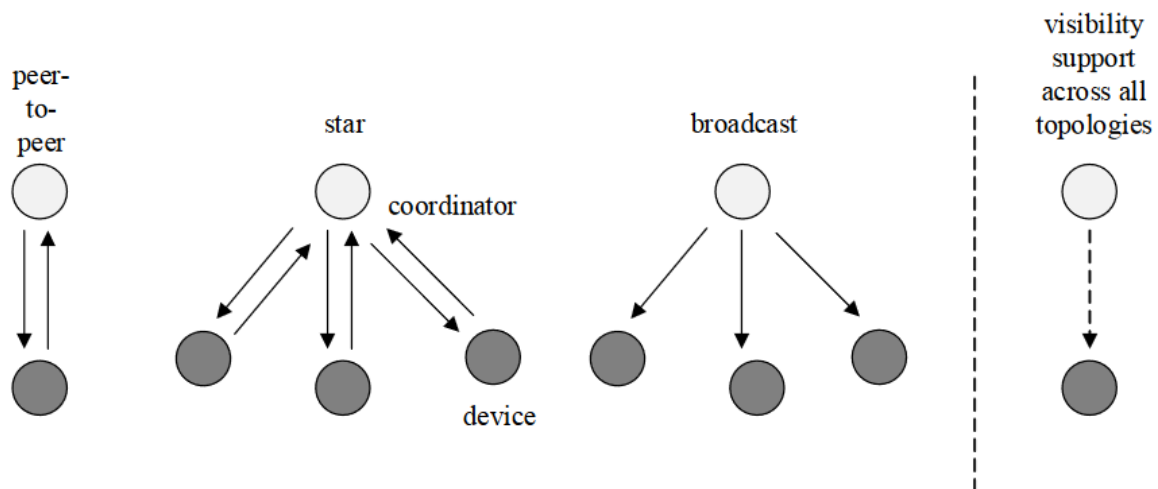 peer-
to-
peer
star
coordinator
device
broadcast
visibility
support
across all
topologies